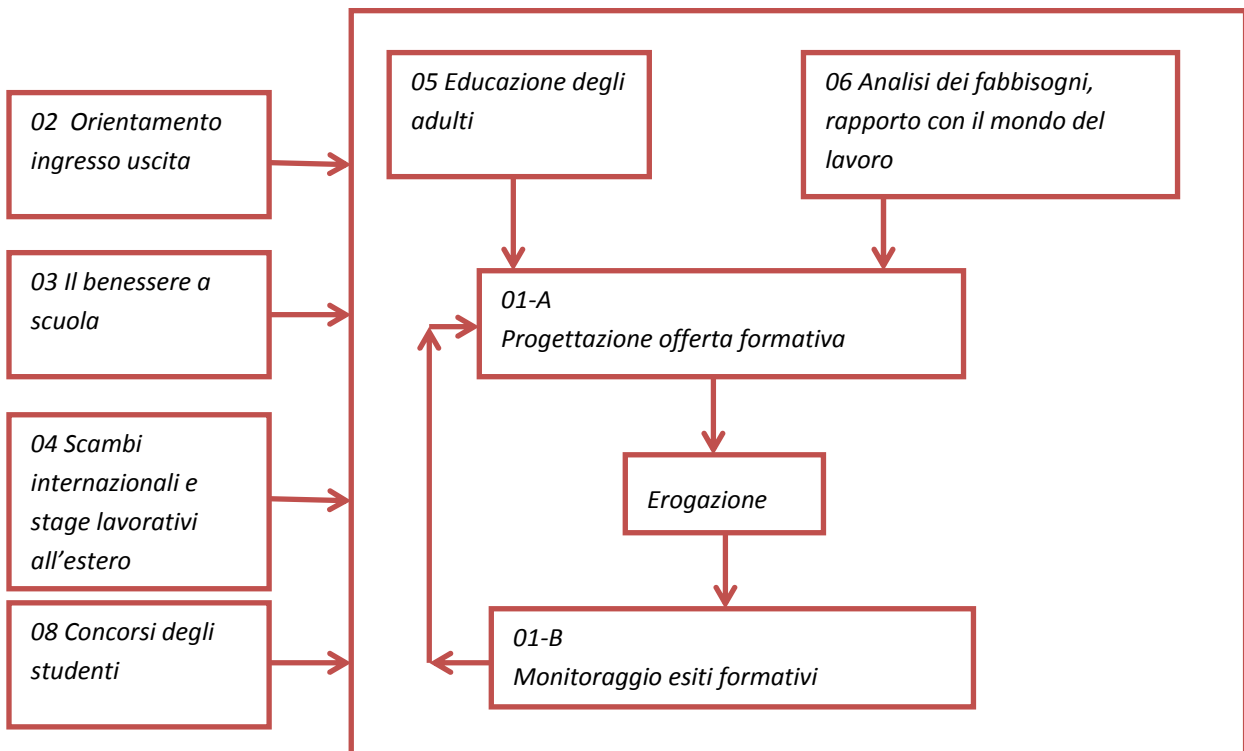 02 Orientamento
ingresso uscita
03 Il benessere a
scuola
04 Scambi
internazionali e
stage lavorativi
all’estero
08 Concorsi degli
studenti
05 Educazione degli
adulti
06 Analisi dei fabbisogni,
rapporto con il mondo del
lavoro
01-A
Progettazione offerta formativa
Erogazione
01-B
Monitoraggio esiti formativi